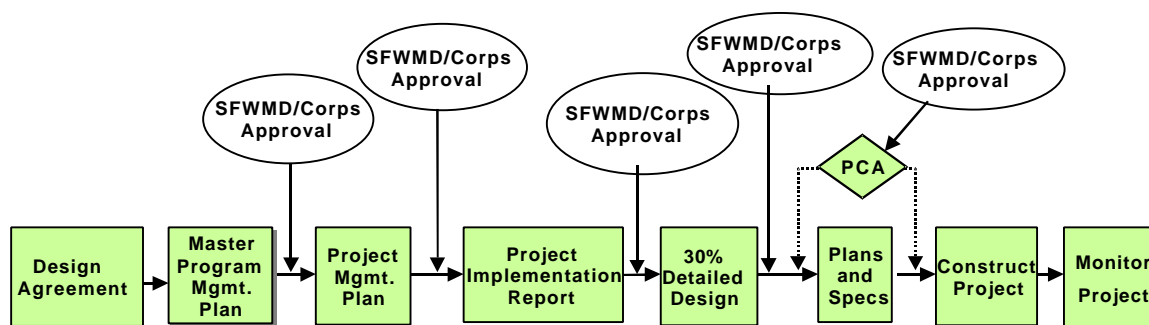 SFWMD/Corps
Approval
SFWMD/Corps
Approval
SFWMD/Corps
Approval
SFWMD/Corps
Approval
SFWMD/Corps
Approval
PCA
Design
Agreement
Master
Program
Mgmt.
Plan
Project
Mgmt.
Plan
Project
Implementation
Report
30%
Detailed
Design
Plans
and
Specs
Construct
Project
Monitor
Project